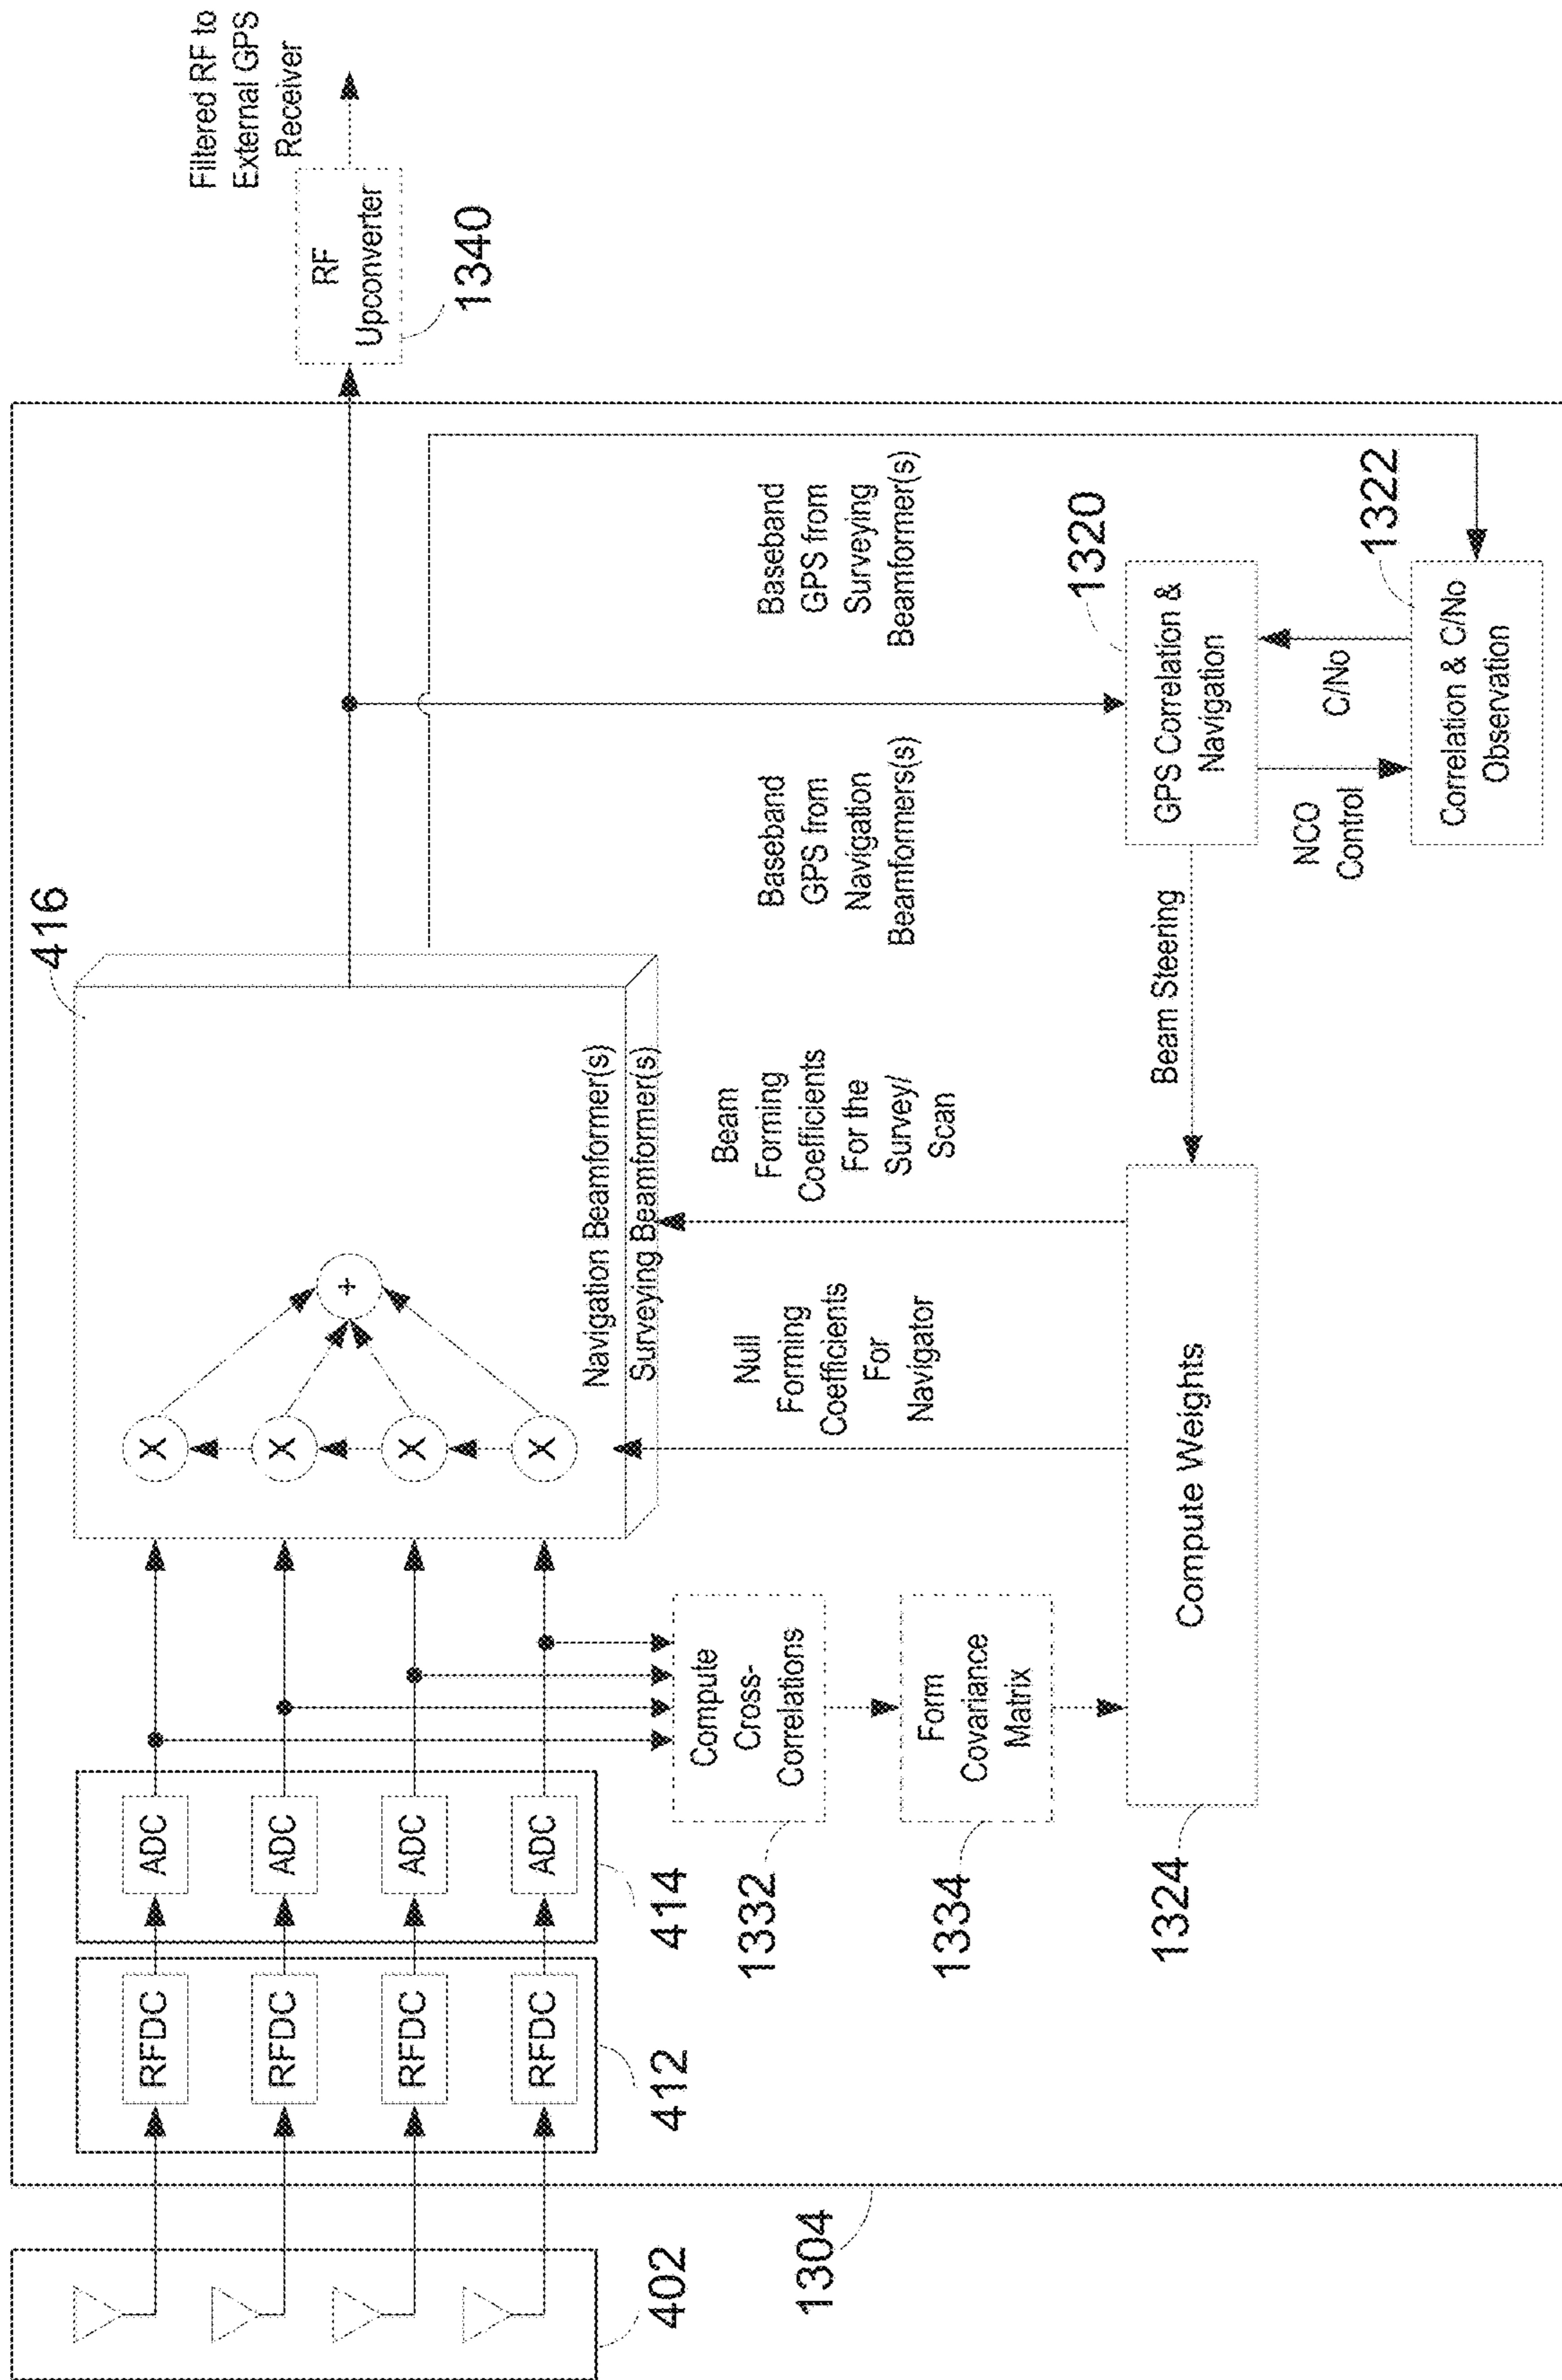 Filtered RF to
External GPS
Receiver
RF
Upconverter
1340
416
Navigation Beamformer(s)
Surveying Beamformer(s)
X
X
X
X
+
RFDC
RFDC
RFDC
RFDC
412
ADC
ADC
ADC
ADC
414
402
1304
Compute
Cross-
Correlations
1332
Form
Covariance
Matrix
1334
Compute Weights
1324
Null
Forming
Coefficients
For
Navigator
Beam
Forming
Coefficients
For the
Survey/
Scan
Beam Steering
Baseband
GPS from
Navigation
Beamformers(s)
Baseband
GPS from
Surveying
Beamformer(s)
GPS Correlation &
Navigation
1320
NCO
Control
C/No
Correlation & C/No
Observation
1322